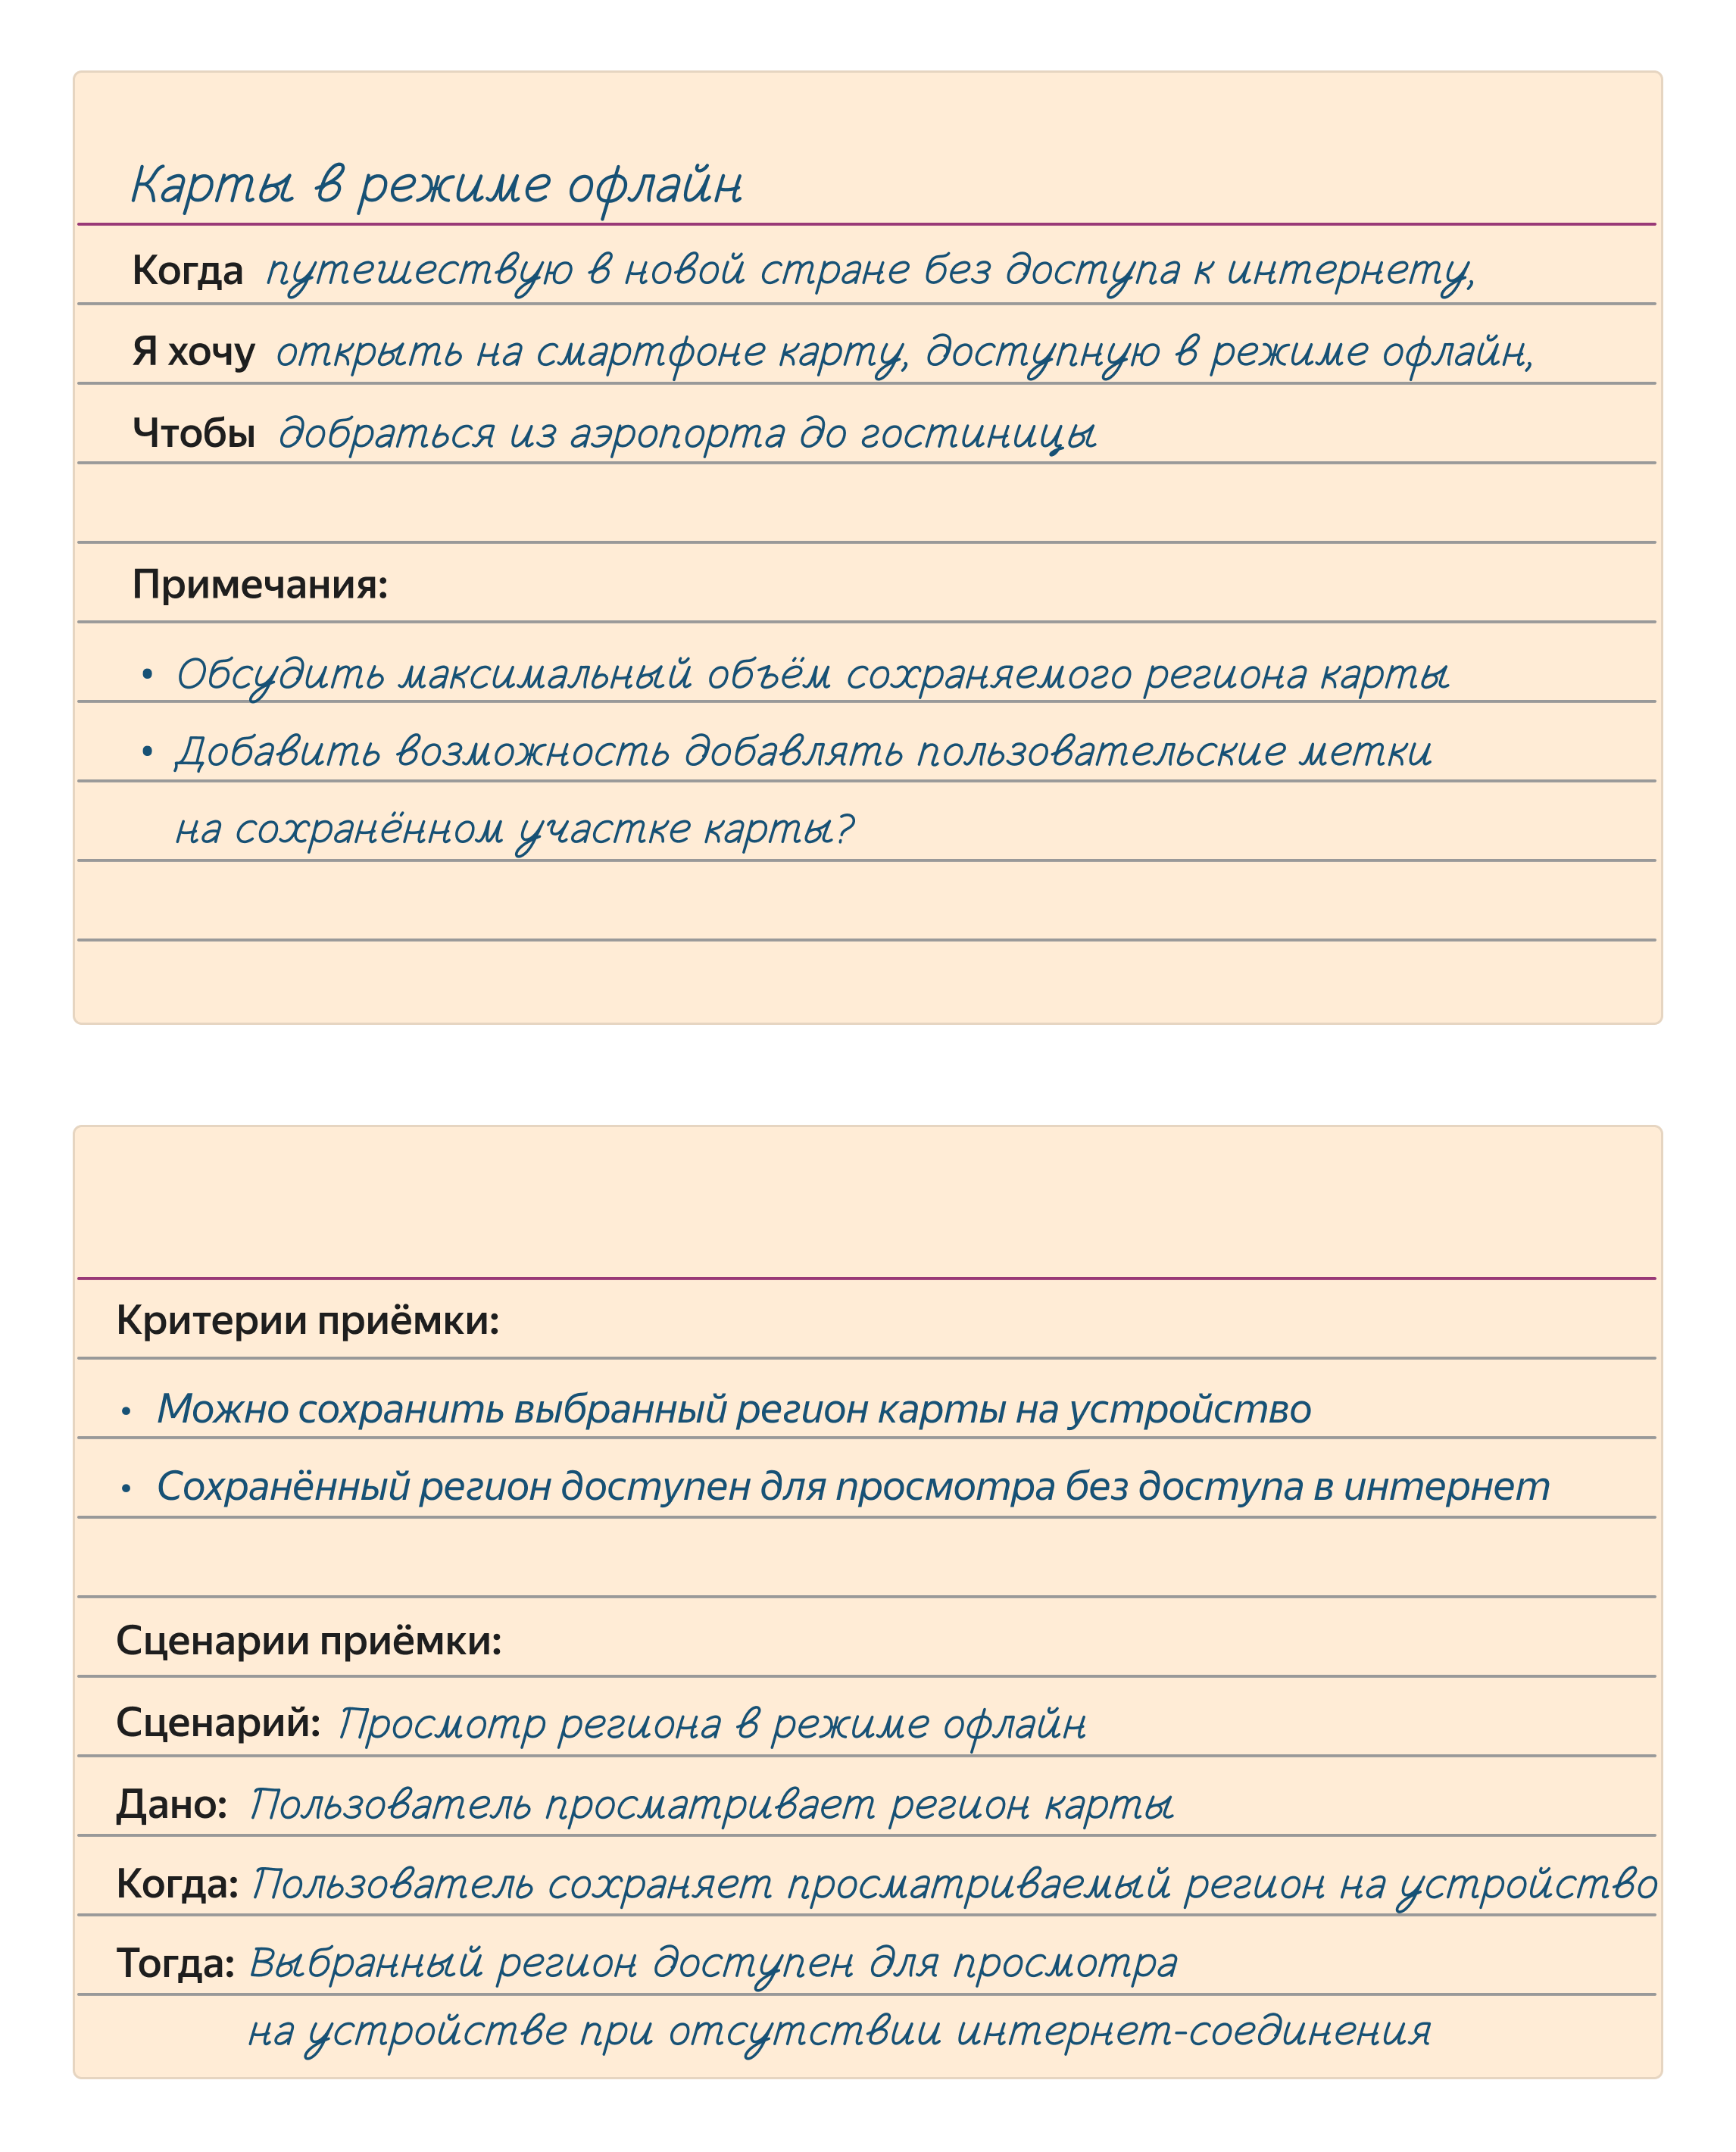 Карты в режиме офлайн
Когда путешествую в новой стране без доступа к интернету,
Я хочу открыть на смартфоне карту, доступную в режиме офлайн,
Чтобы добраться из аэропорта до гостиницы
Примечания:
• Обсудить максимальный объём сохраняемого региона карты
• Добавить возможность добавлять пользовательские метки
на сохранённом участке карты?
Критерии приёмки:
• Можно сохранить выбранный регион карты на устройство
• Сохранённый регион доступен для просмотра без доступа в интернет
Сценарии приёмки:
Сценарий: Просмотр региона в режиме офлайн
Дано: Пользователь просматривает регион карты
Когда: Пользователь сохраняет просматриваемый регион на устройство
Тогда: Выбранный регион доступен для просмотра
на устройстве при отсутствии интернет-соединения